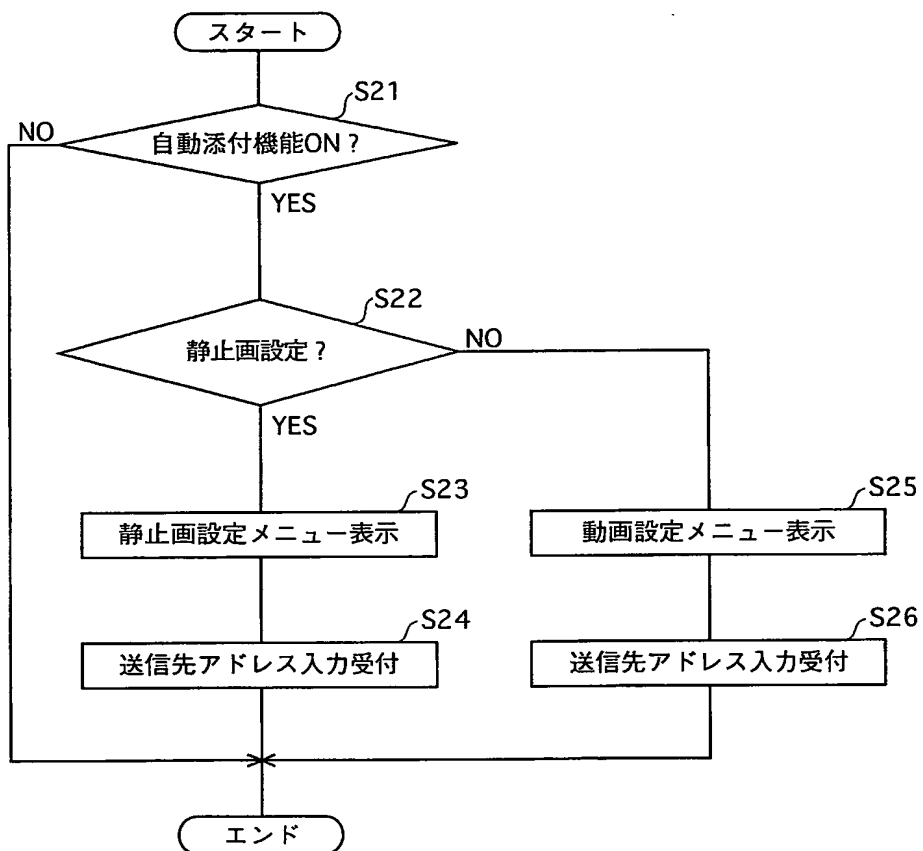 スタート
S21
NO
自動添付機能ON？
YES
S22
静止画設定？
NO
YES
S23
静止画設定メニュー表示
S25
動画設定メニュー表示
S24
送信先アドレス入力受付
S26
送信先アドレス入力受付
エンド